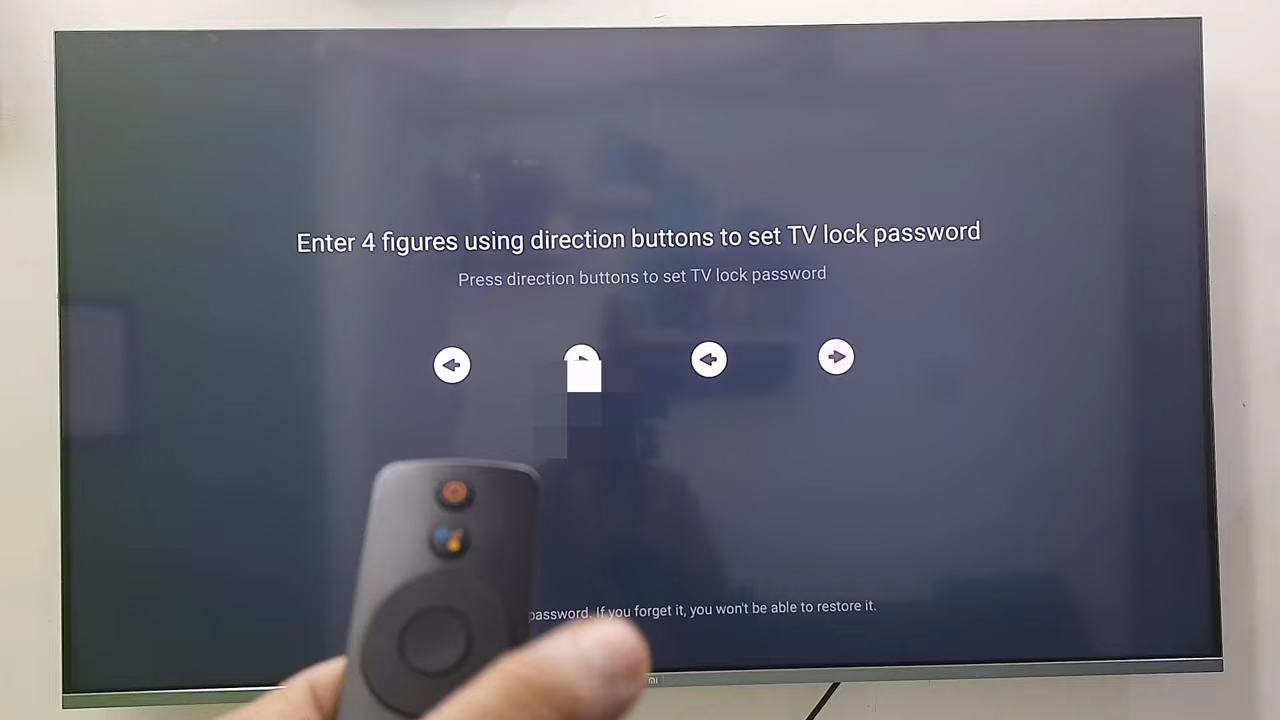 Enter 4 figures using direction buttons to set TV lock password
Press direction buttons to set TV lock password
password. If you forget it, you won't be able to restore it.
mi